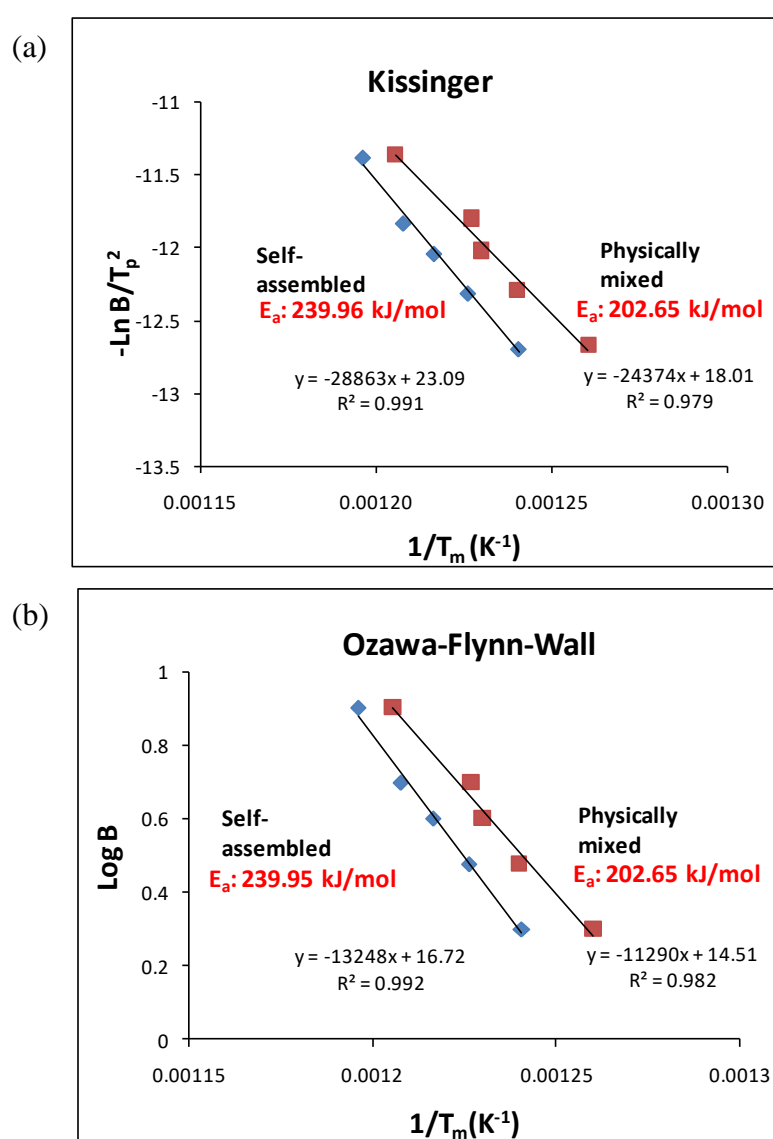 (a)
Kissinger
-11
-11.5
-12
-12.5
-13
-13.5
-Ln B/Tp²
Self-
assembled
Eₐ: 239.96 kJ/mol
y = -28863x + 23.09
R² = 0.991
Physically
mixed
Eₐ: 202.65 kJ/mol
y = -24374x + 18.01
R² = 0.979
0.00115 0.00120 0.00125 0.00130
1/Tₘ (K⁻¹)
(b)
Ozawa-Flynn-Wall
1
0.8
0.6
0.4
0.2
0
Log B
Self-
assembled
Eₐ: 239.95 kJ/mol
y = -13248x + 16.72
R² = 0.992
Physically
mixed
Eₐ: 202.65 kJ/mol
y = -11290x + 14.51
R² = 0.982
0.00115 0.0012 0.00125 0.0013
1/Tₘ (K⁻¹)